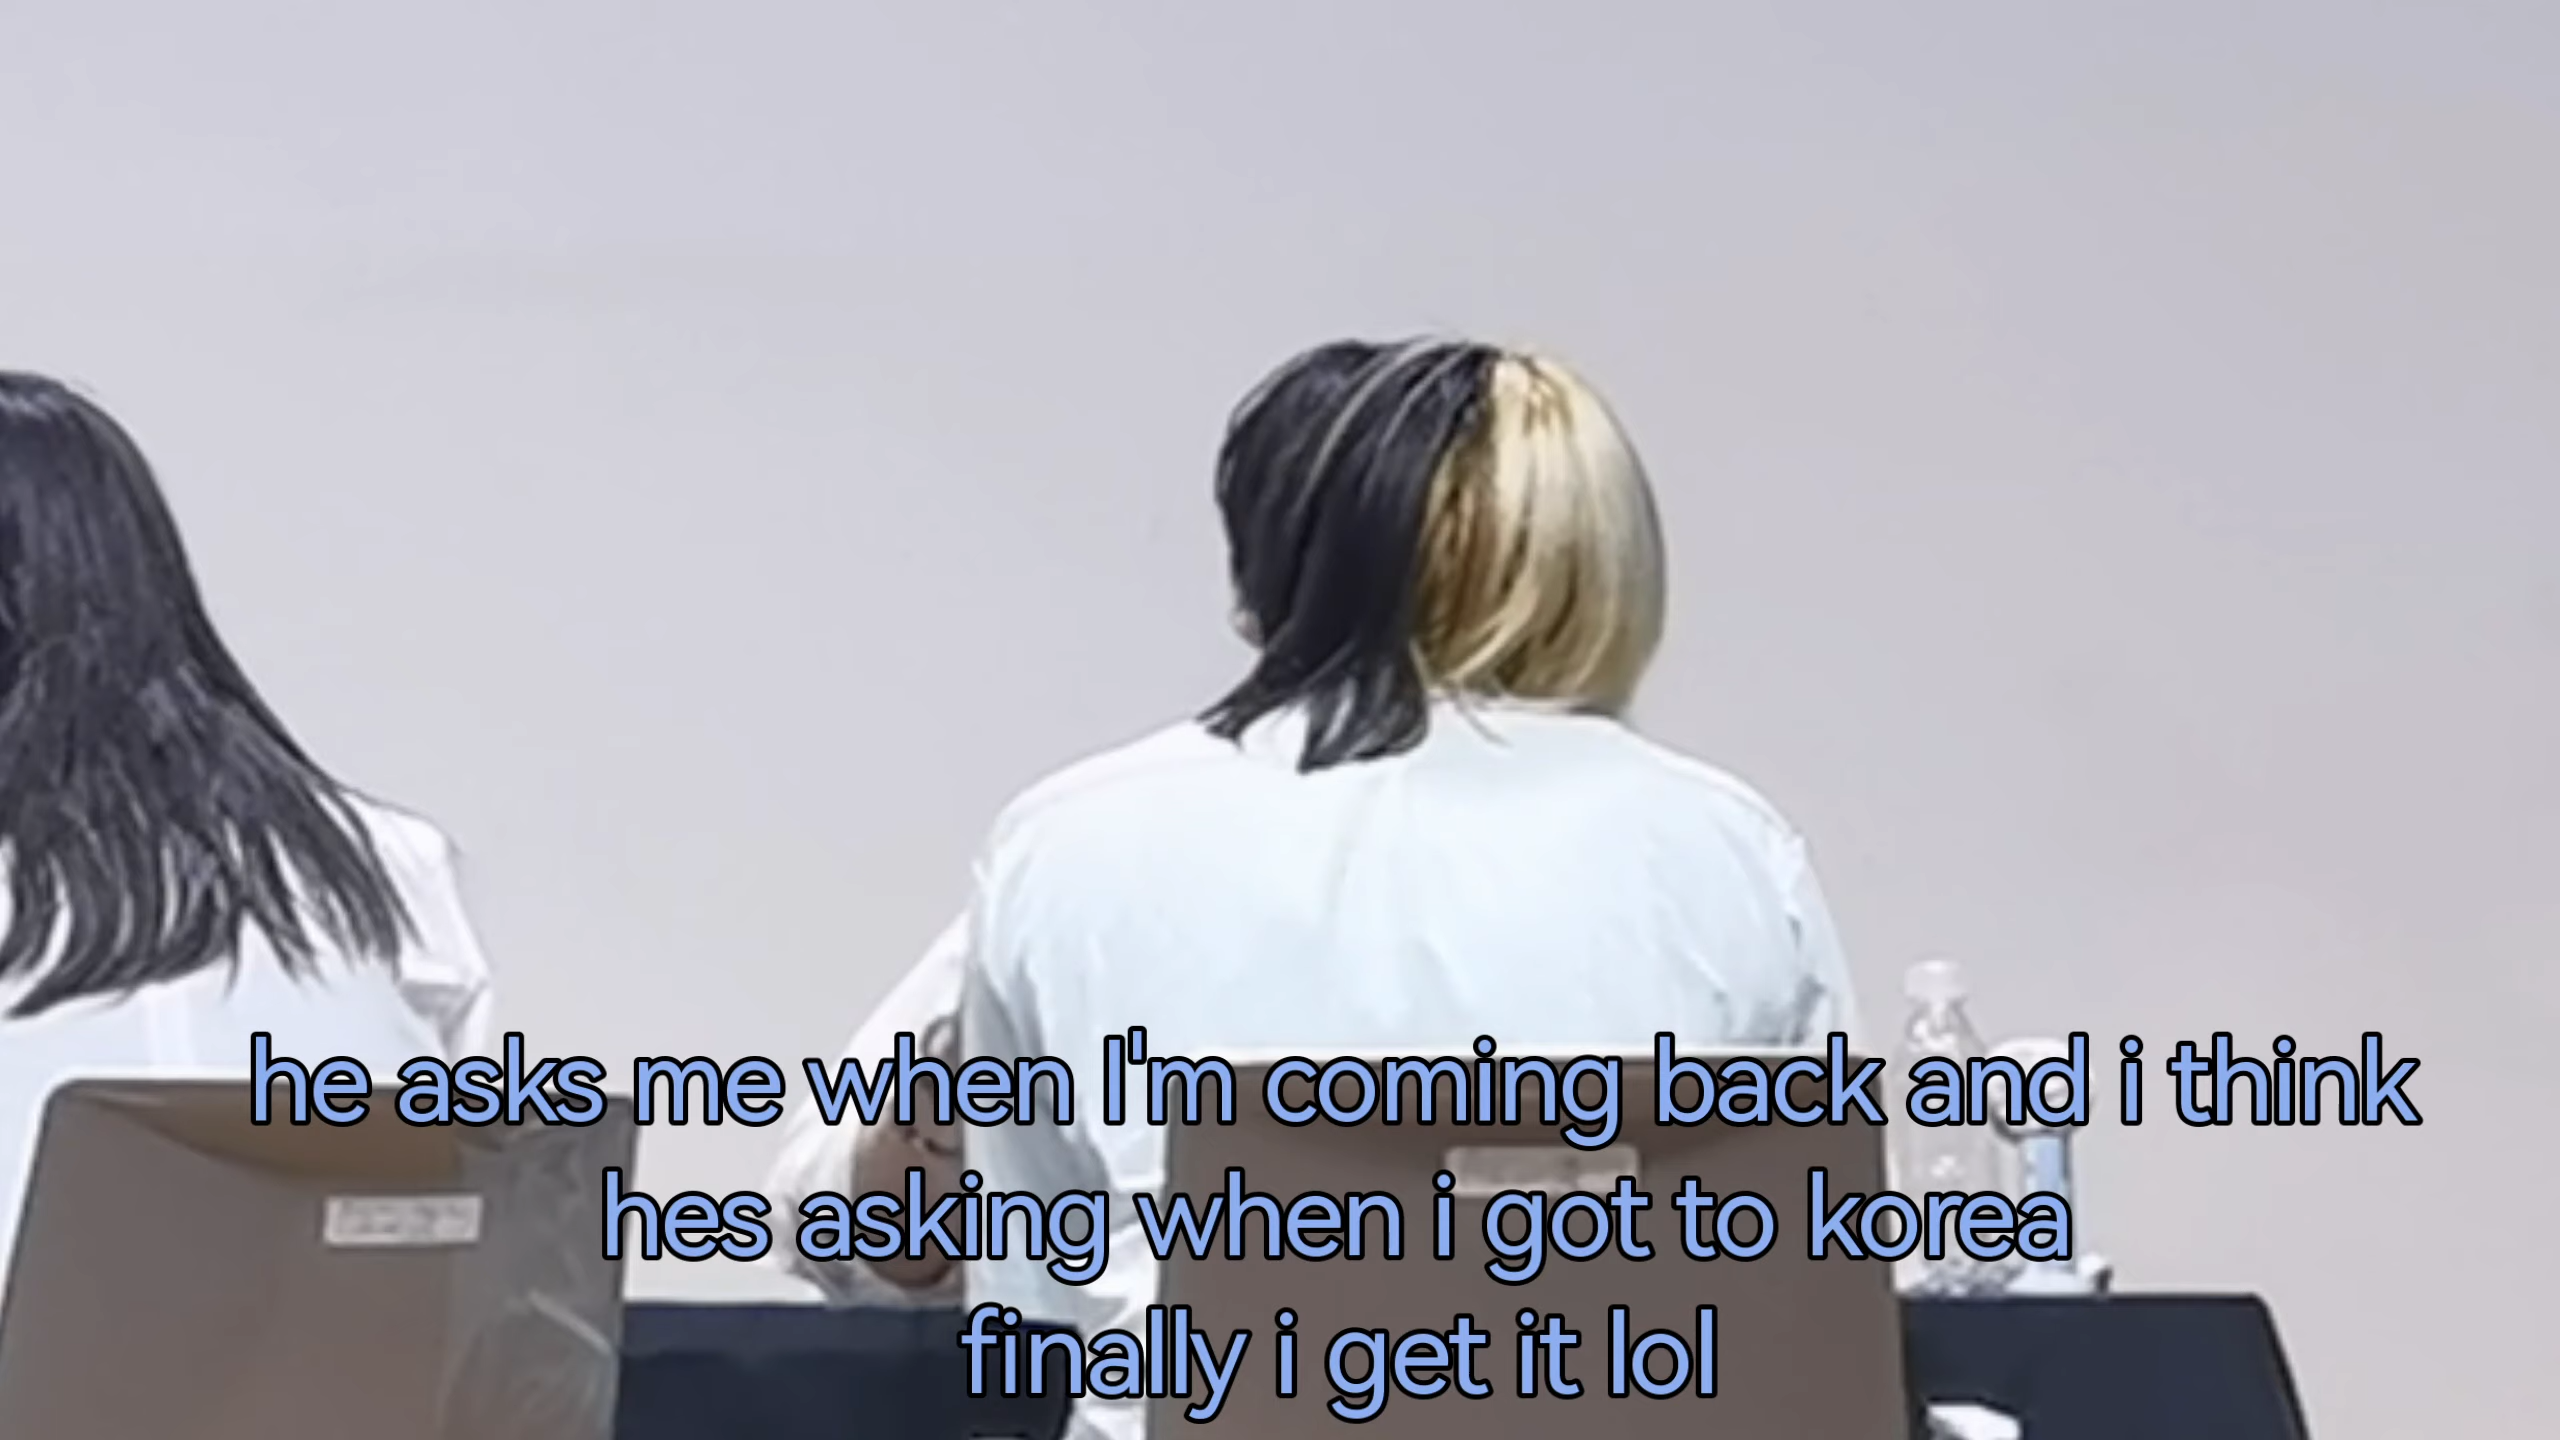 he asks me when I'm coming back and i think
hes asking when i got to korea
finally i get it lol